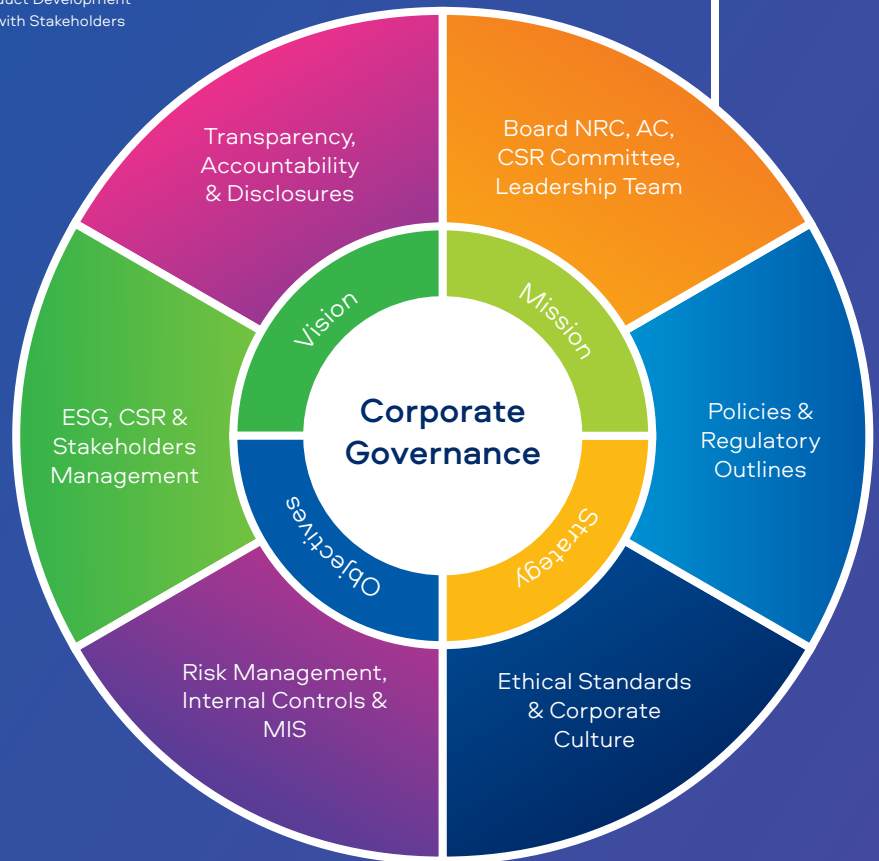 Development
with Stakeholders
Transparency,
Accountability
& Disclosures
Board NRC, AC,
CSR Committee,
Leadership Team
Vision
Mission
Corporate
Governance
ESG, CSR &
Stakeholders
Management
Policies &
Regulatory
Outlines
Objectives
Strategy
Risk Management,
Internal Controls &
MIS
Ethical Standards
& Corporate
Culture